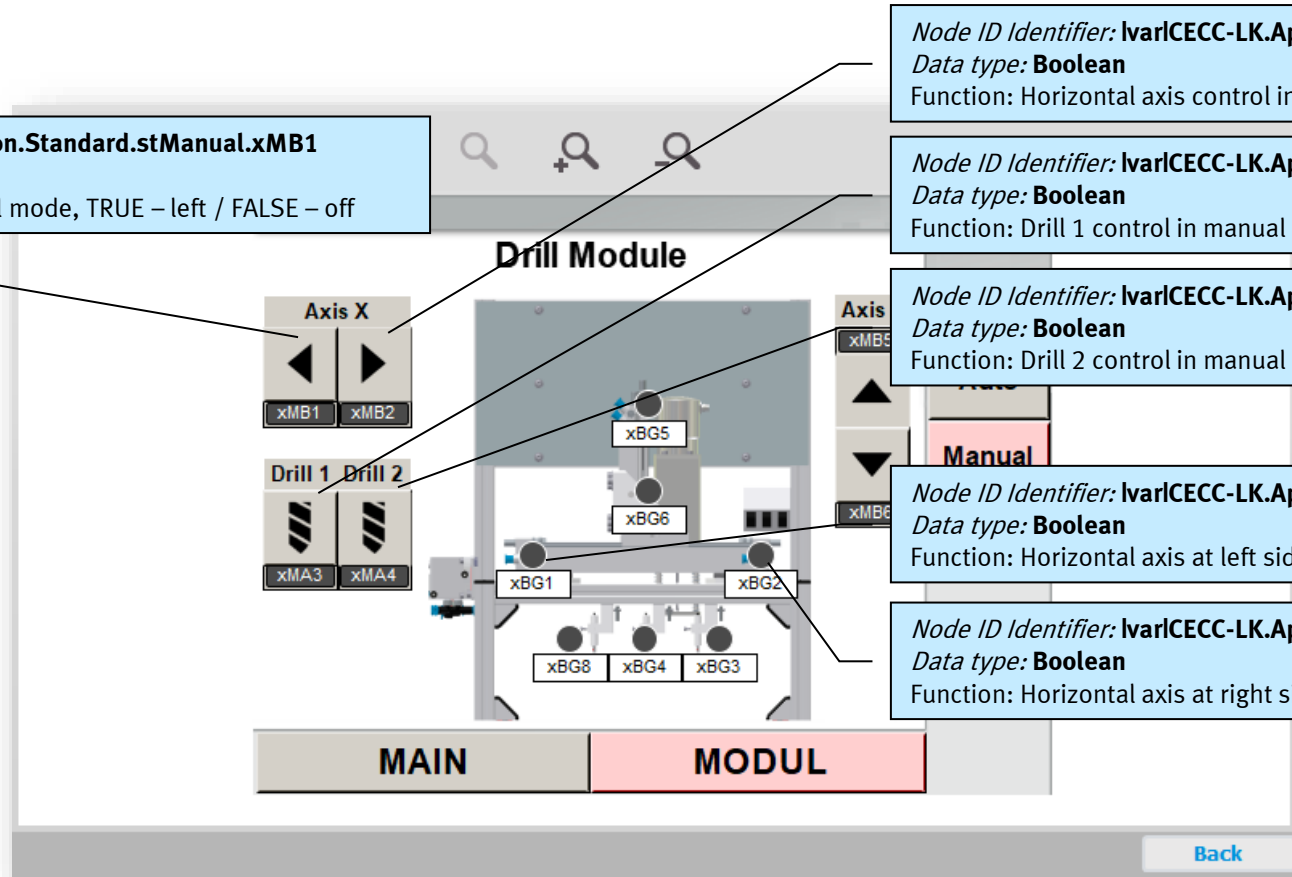 Node ID Identifier: lvarlCECC-LK.Ap
Data type: Boolean
Function: Horizontal axis control in
on.Standard.stManual.xMB1
l mode, TRUE – left / FALSE – off
Node ID Identifier: lvarlCECC-LK.Ap
Data type: Boolean
Function: Drill 1 control in manual
Drill Module
Node ID Identifier: lvarlCECC-LK.Ap
Data type: Boolean
Function: Drill 2 control in manual
Axis X
xMB1 xMB2
Axis
xMB5
xMB6
Auto
Manual
Drill 1 Drill 2
xMA3 xMA4
xBG5
xBG6
xBG1
xBG2
xBG8 xBG4 xBG3
Node ID Identifier: lvarlCECC-LK.Ap
Data type: Boolean
Function: Horizontal axis at left sid
Node ID Identifier: lvarlCECC-LK.Ap
Data type: Boolean
Function: Horizontal axis at right s
MAIN MODUL
Back